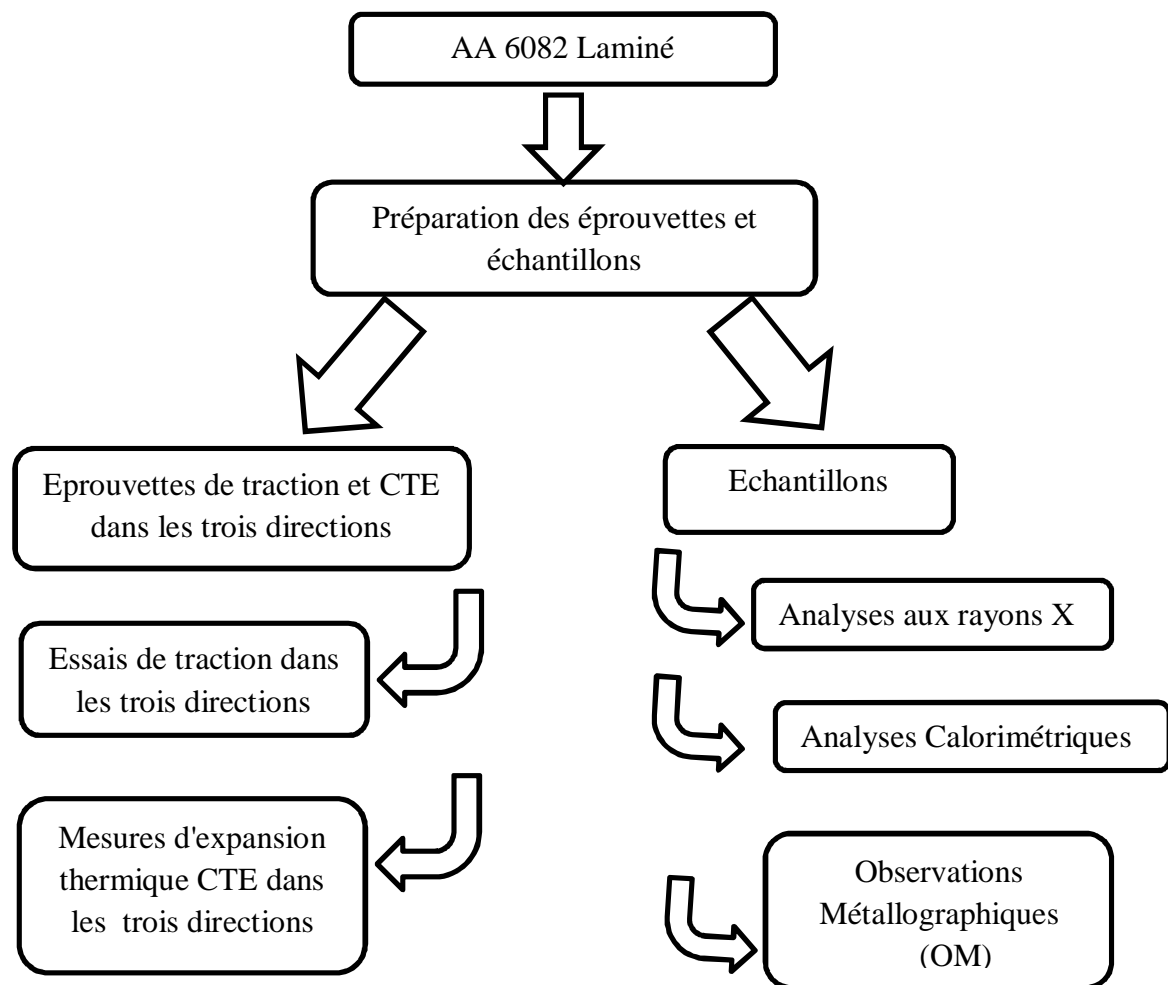 AA 6082 Laminé
Préparation des éprouvettes et
échantillons
Eprouvettes de traction et CTE
dans les trois directions
Essais de traction dans
les trois directions
Mesures d'expansion
thermique CTE dans
les trois directions
Echantillons
Analyses aux rayons X
Analyses Calorimétriques
Observations
Métallographiques
(OM)